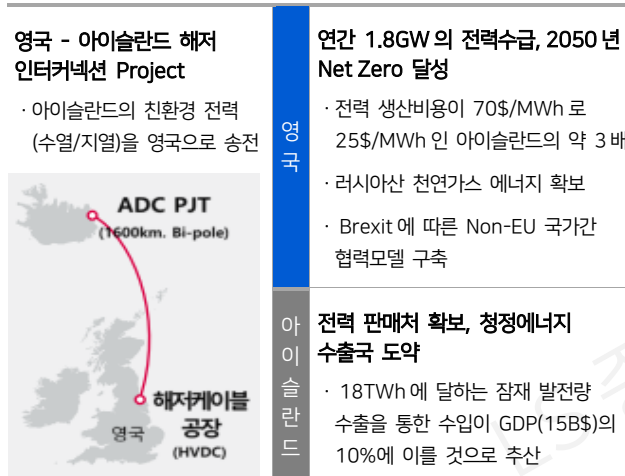 영국 - 아이슬란드 해저
인터커넥션 Project
· 아이슬란드의 친환경 전력
(수열/지열)을 영국으로 송전
ADC PJT
(1600km. Bi-pole)
해저케이블
공장
(HVDC)
영국
영국
연간 1.8GW의 전력수급, 2050년
Net Zero 달성
· 전력 생산비용이 70$/MWh로
25$/MWh인 아이슬란드의 약 3배
· 러시아산 천연가스 에너지 확보
· Brexit에 따른 Non-EU 국가간
협력모델 구축
아이슬란드
전력 판매처 확보, 청정에너지
수출국 도약
· 18TWh에 달하는 잠재 발전량
수출을 통한 수입이 GDP(15B$)의
10%에 이를 것으로 추산